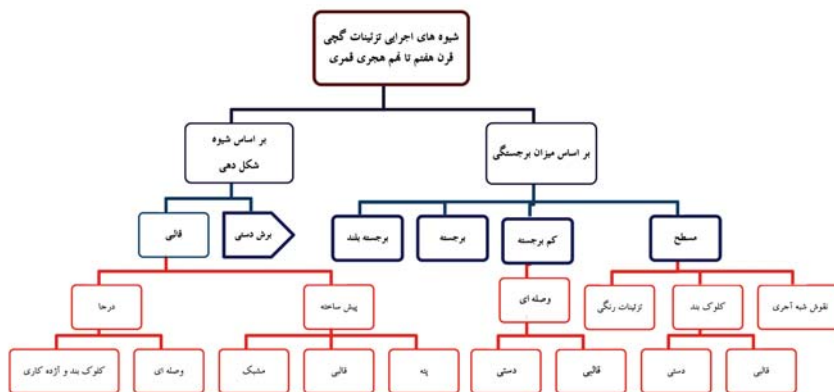 شیوه های اجرایی تزئینات گچی
قرن هفتم تا نهم هجری قمری
بر اساس میزان برجستگی
بر اساس شیوه
شکل دهی
مسطح
کم برجسته
برجسته
برجسته بلند
برش دستی
قالبی
نقوش شبه آجری
کلوک بند
تزئینات رنگی
وصله ای
پیش ساخته
درجا
قالبی
دستی
قالبی
دستی
پته
قالبی
مشبک
وصله ای
کلوک بند و آژده کاری